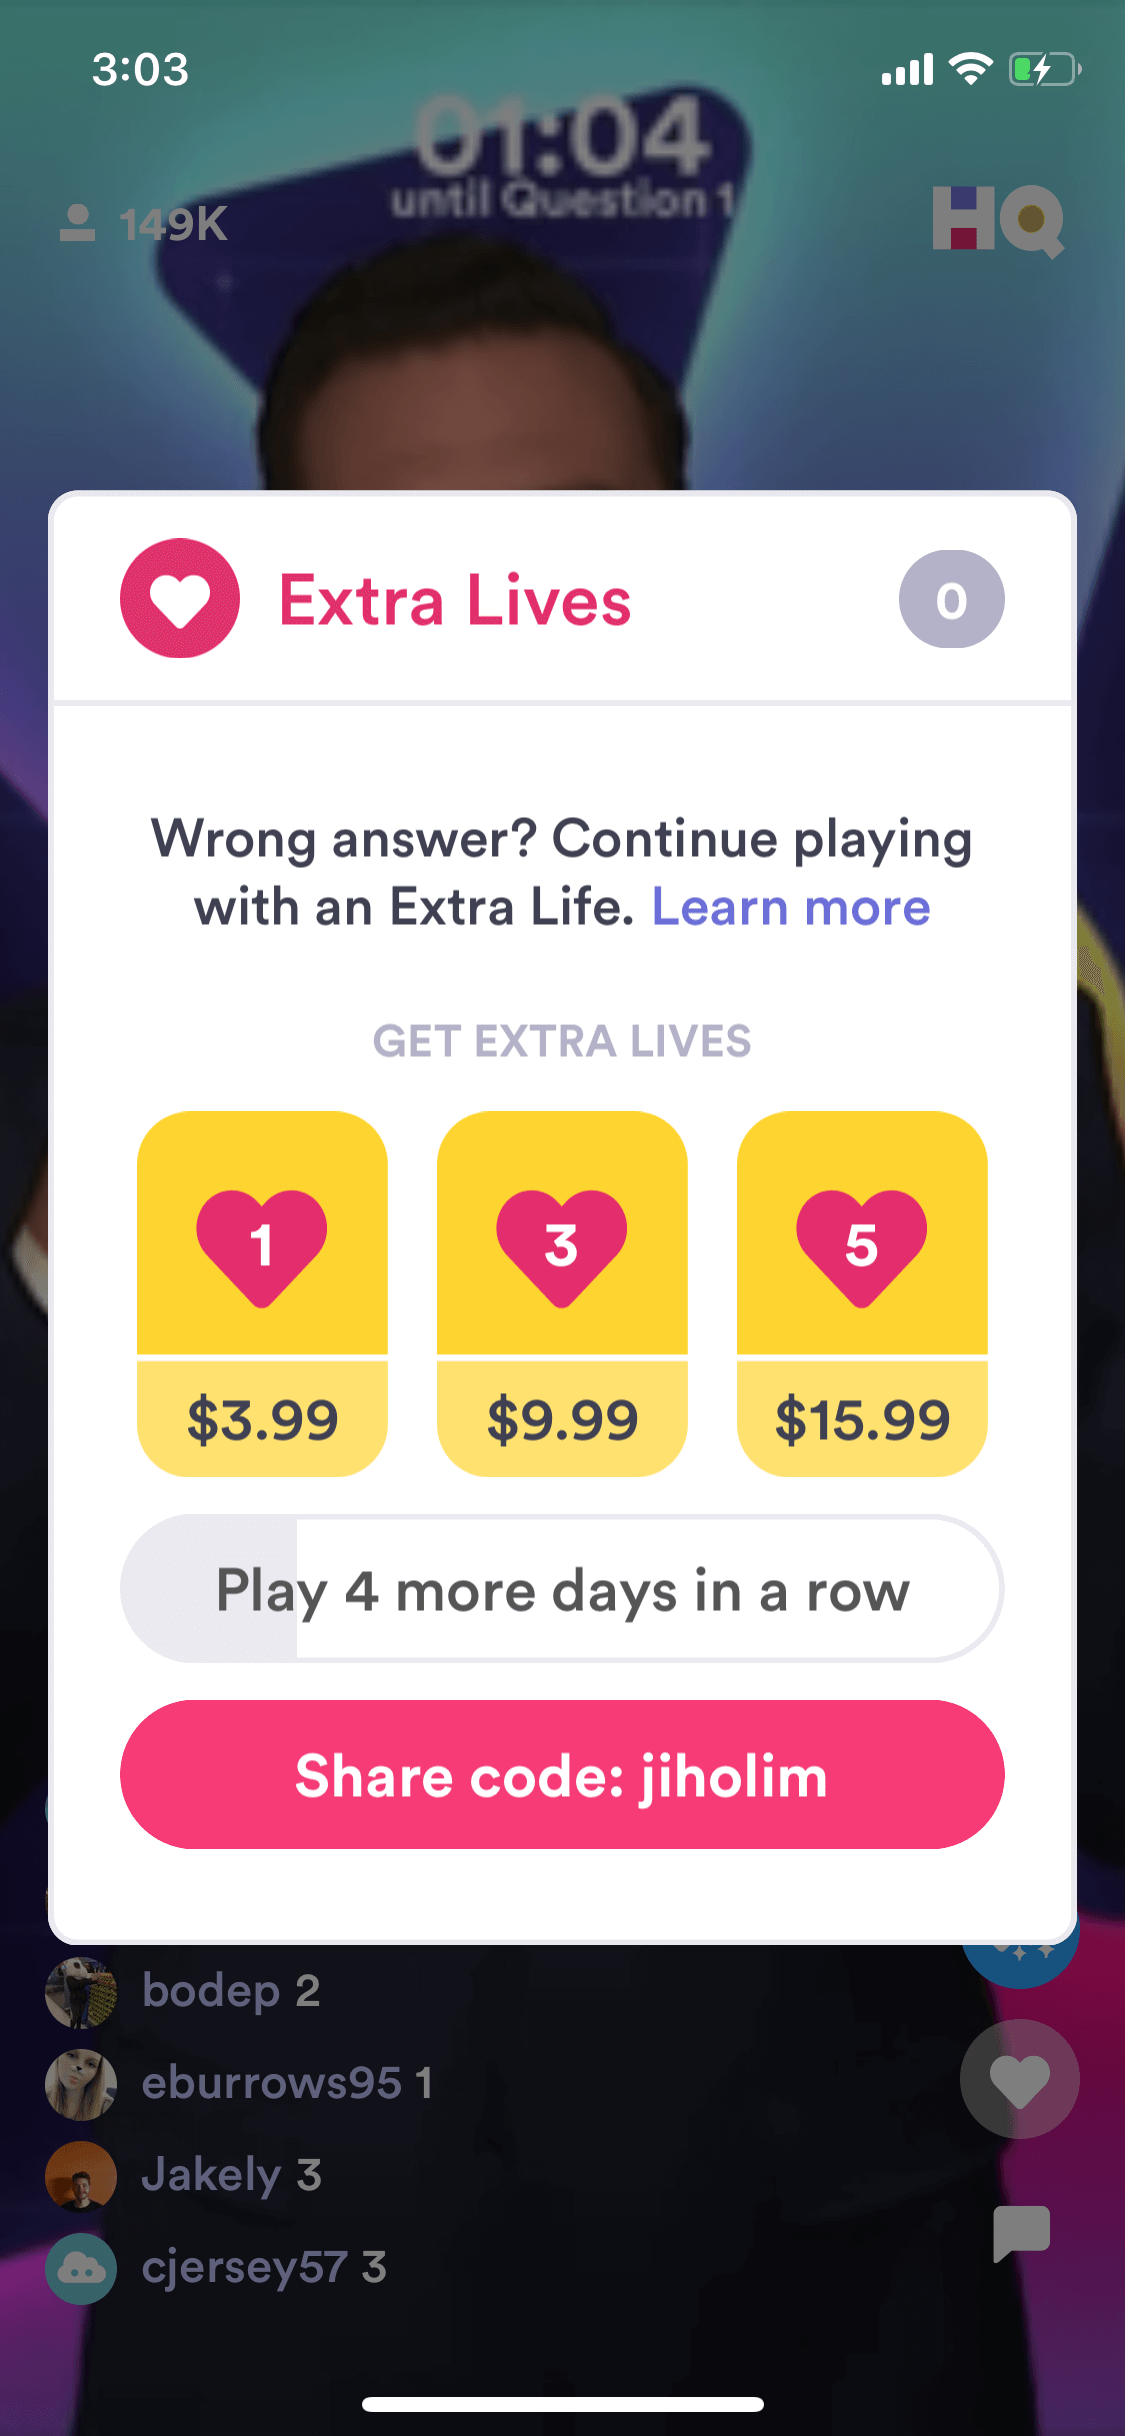 3:03
01:04
until Question 1
149K
HQ
Extra Lives
0
Wrong answer? Continue playing
with an Extra Life. Learn more
GET EXTRA LIVES
1
3
5
$3.99
$9.99
$15.99
Play 4 more days in a row
Share code: jiholim
bodep 2
eburrows95 1
Jakely 3
cjersey57 3